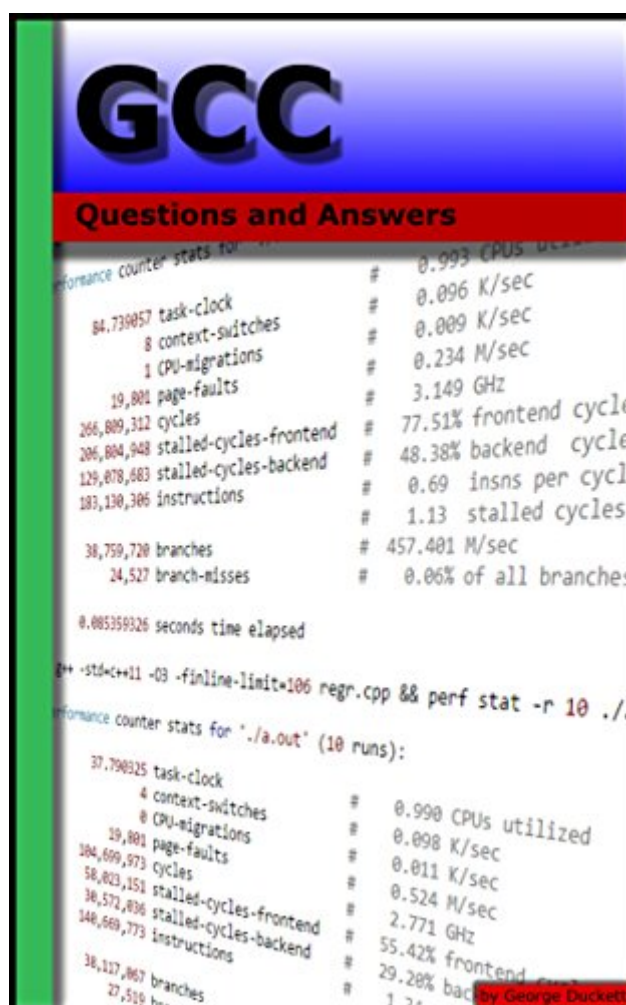 GCC
Questions and Answers
formance counter stats for
84.739057 task-clock # 0.993 CPUs utilized
8 context-switches # 0.096 K/sec
1 CPU-migrations # 0.009 K/sec
19,801 page-faults # 0.234 M/sec
266,809,312 cycles # 3.149 GHz
206,804,948 stalled-cycles-frontend # 77.51% frontend cycle
129,078,683 stalled-cycles-backend # 48.38% backend cycle
183,130,306 instructions # 0.69 insns per cycl
# 1.13 stalled cycles
38,759,720 branches # 457.401 M/sec
24,527 branch-misses # 0.06% of all branches
0.085359326 seconds time elapsed
g++ -std=c++11 -O3 -finline-limit=106 regr.cpp && perf stat -r 10 ./
formance counter stats for './a.out' (10 runs):
37.790325 task-clock # 0.990 CPUs utilized
4 context-switches # 0.098 K/sec
0 CPU-migrations # 0.011 K/sec
19,801 page-faults # 0.524 M/sec
104,699,973 cycles # 2.771 GHz
58,023,151 stalled-cycles-frontend # 55.42% frontend
30,572,036 stalled-cycles-backend # 29.20% bac
140,669,773 instructions # 1.34
38,117,067 branches
27,519
by George Duckett